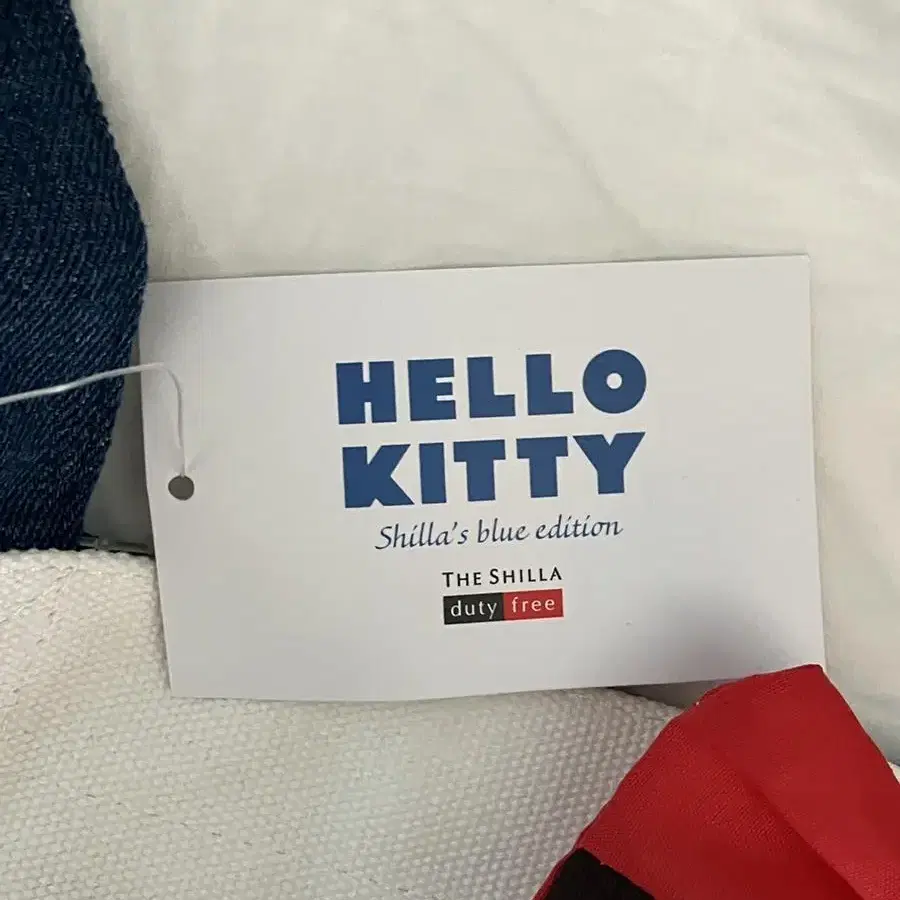 HELLO
KITTY
Shilla's blue edition
THE SHILLA
duty free